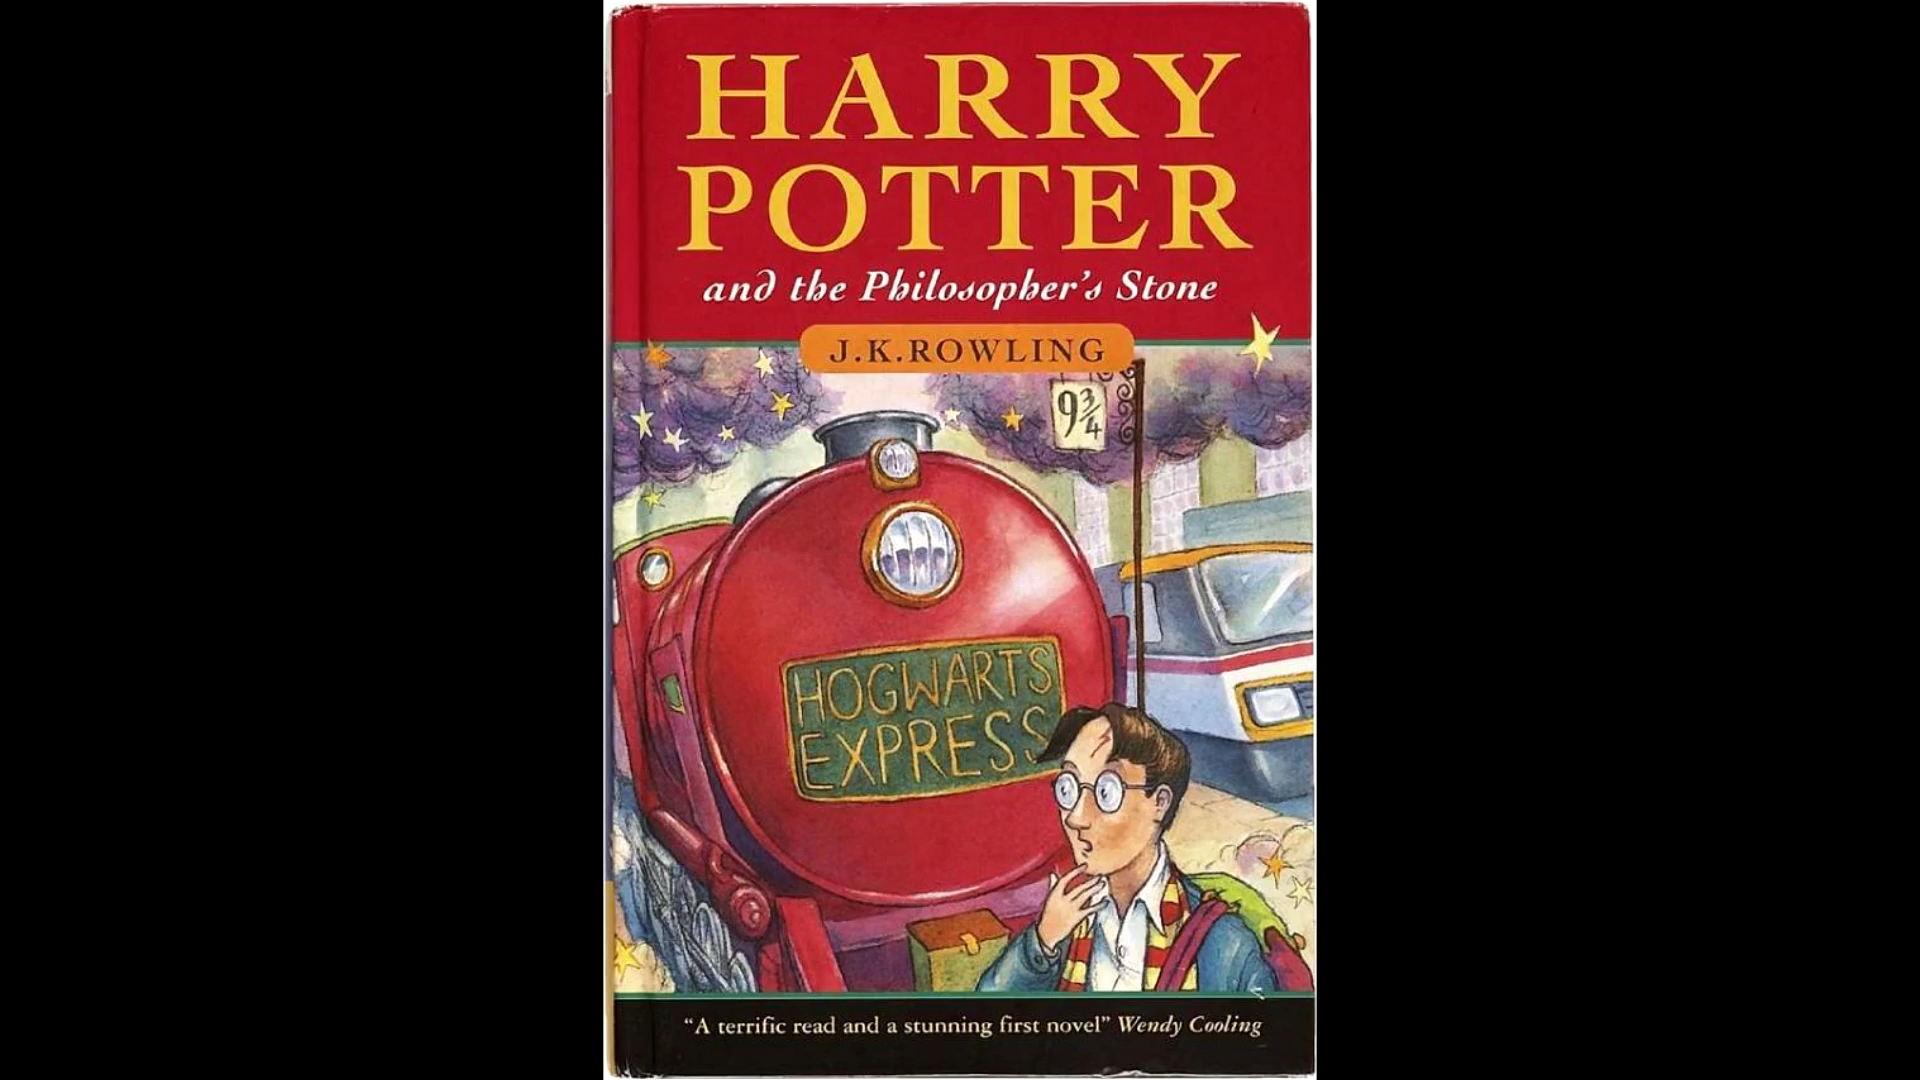 HARRY
POTTER
and the Philosopher's Stone
J.K.ROWLING
9¾
HOGWARTS
EXPRESS
“A terrific read and a stunning first novel” Wendy Cooling